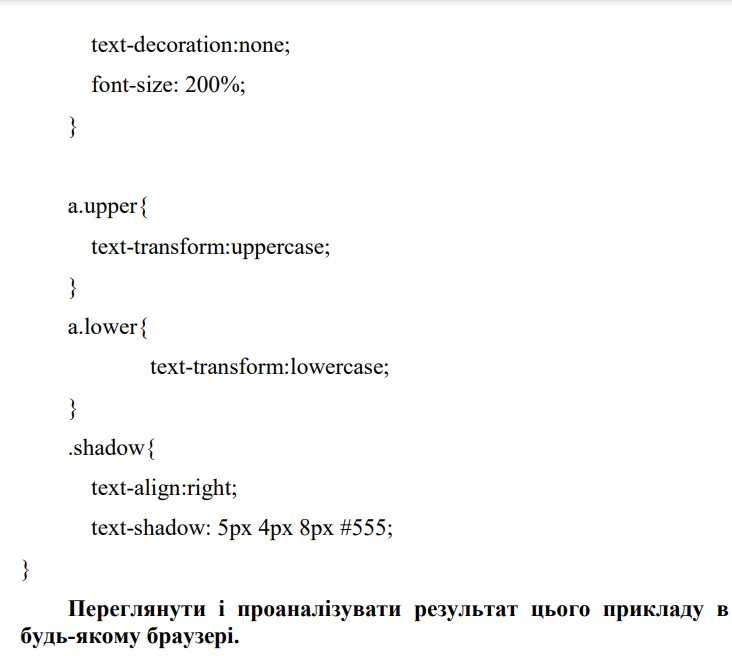 text-decoration:none;
font-size: 200%;
}
a.upper{
text-transform:uppercase;
}
a.lower{
text-transform:lowercase;
}
.shadow{
text-align:right;
text-shadow: 5px 4px 8px #555;
}
Переглянути і проаналізувати результат цього прикладу в
будь-якому браузері.